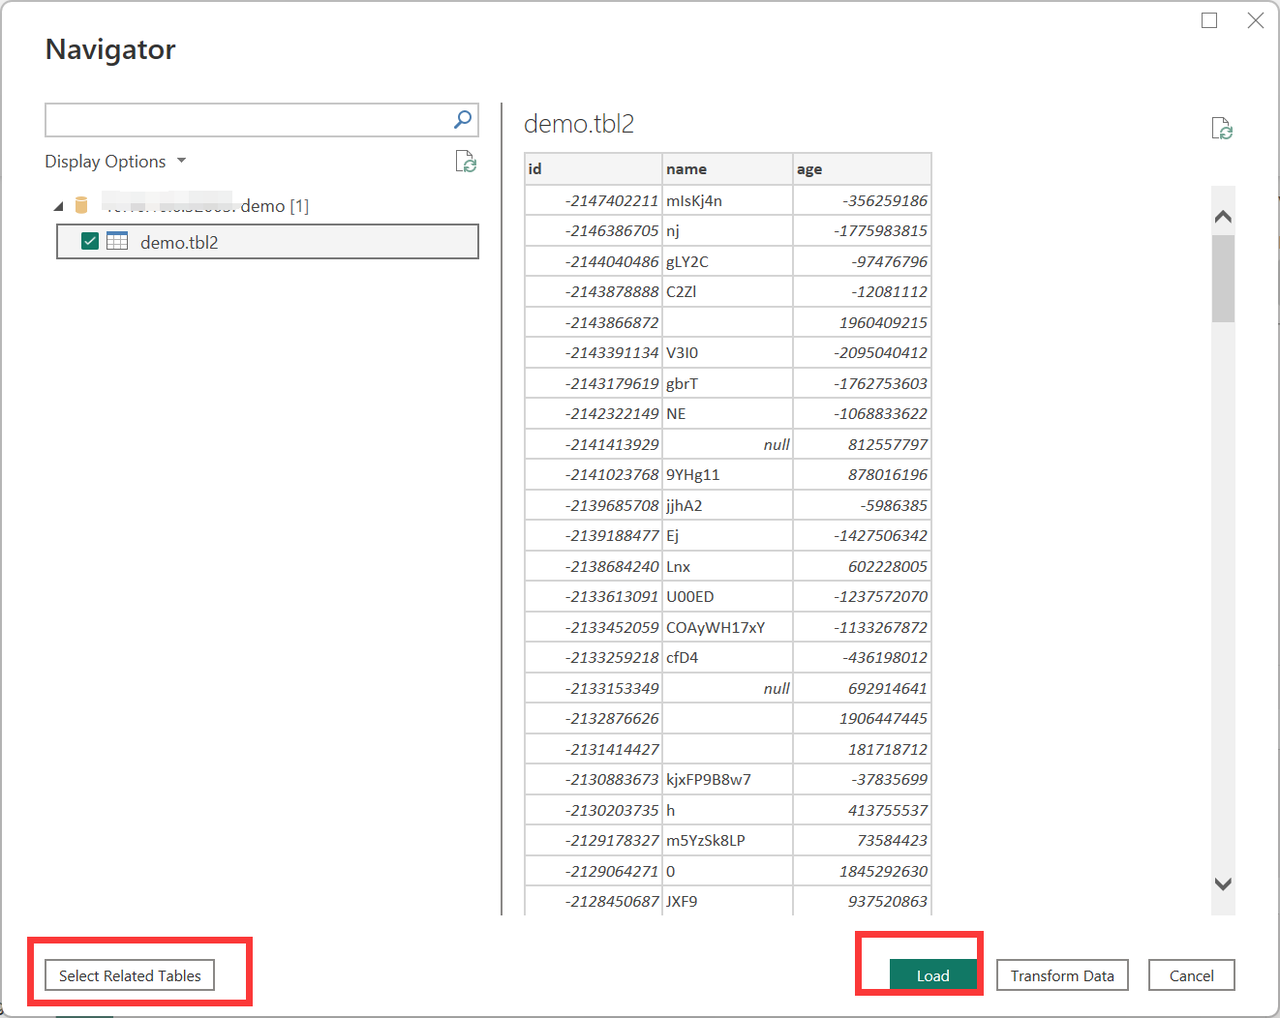 Navigator
Display Options
demo [1]
demo.tbl2
demo.tbl2
id name age
-2147402211 mIsKj4n -356259186
-2146386705 nj -1775983815
-2144040486 gLY2C -97476796
-2143878888 C2Zl -12081112
-2143866872 1960409215
-2143391134 V3I0 -2095040412
-2143179619 gbrT -1762753603
-2142322149 NE -1068833622
-2141413929 null 812557797
-2141023768 9YHg11 878016196
-2139685708 jjhA2 -5986385
-2139188477 Ej -1427506342
-2138684240 Lnx 602228005
-2133613091 U00ED -1237572070
-2133452059 COAyWH17xY -1133267872
-2133259218 cfD4 -436198012
-2133153349 null 692914641
-2132876626 1906447445
-2131414427 181718712
-2130883673 kjxFP9B8w7 -37835699
-2130203735 h 413755537
-2129178327 m5YzSk8LP 73584423
-2129064271 0 1845292630
-2128450687 JXF9 937520863
Select Related Tables
Load
Transform Data
Cancel